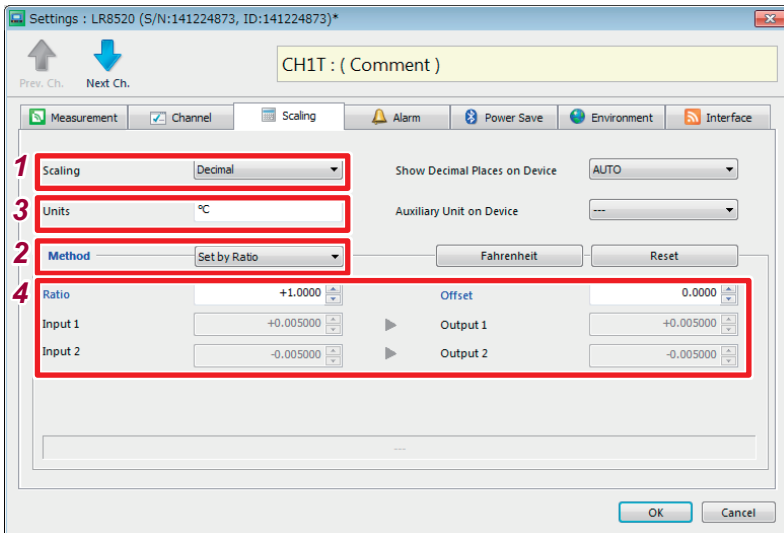 Settings : LR8520 (S/N:141224873, ID:141224873)*
Prev. Ch. Next Ch. CH1T : ( Comment )
Measurement Channel Scaling Alarm Power Save Environment Interface
1 Scaling Decimal Show Decimal Places on Device AUTO
3 Units °C Auxiliary Unit on Device ---
2 Method Set by Ratio Fahrenheit Reset
4 Ratio +1.0000 Offset 0.0000
Input 1 +0.005000 Output 1 +0.005000
Input 2 -0.005000 Output 2 -0.005000
---
OK Cancel